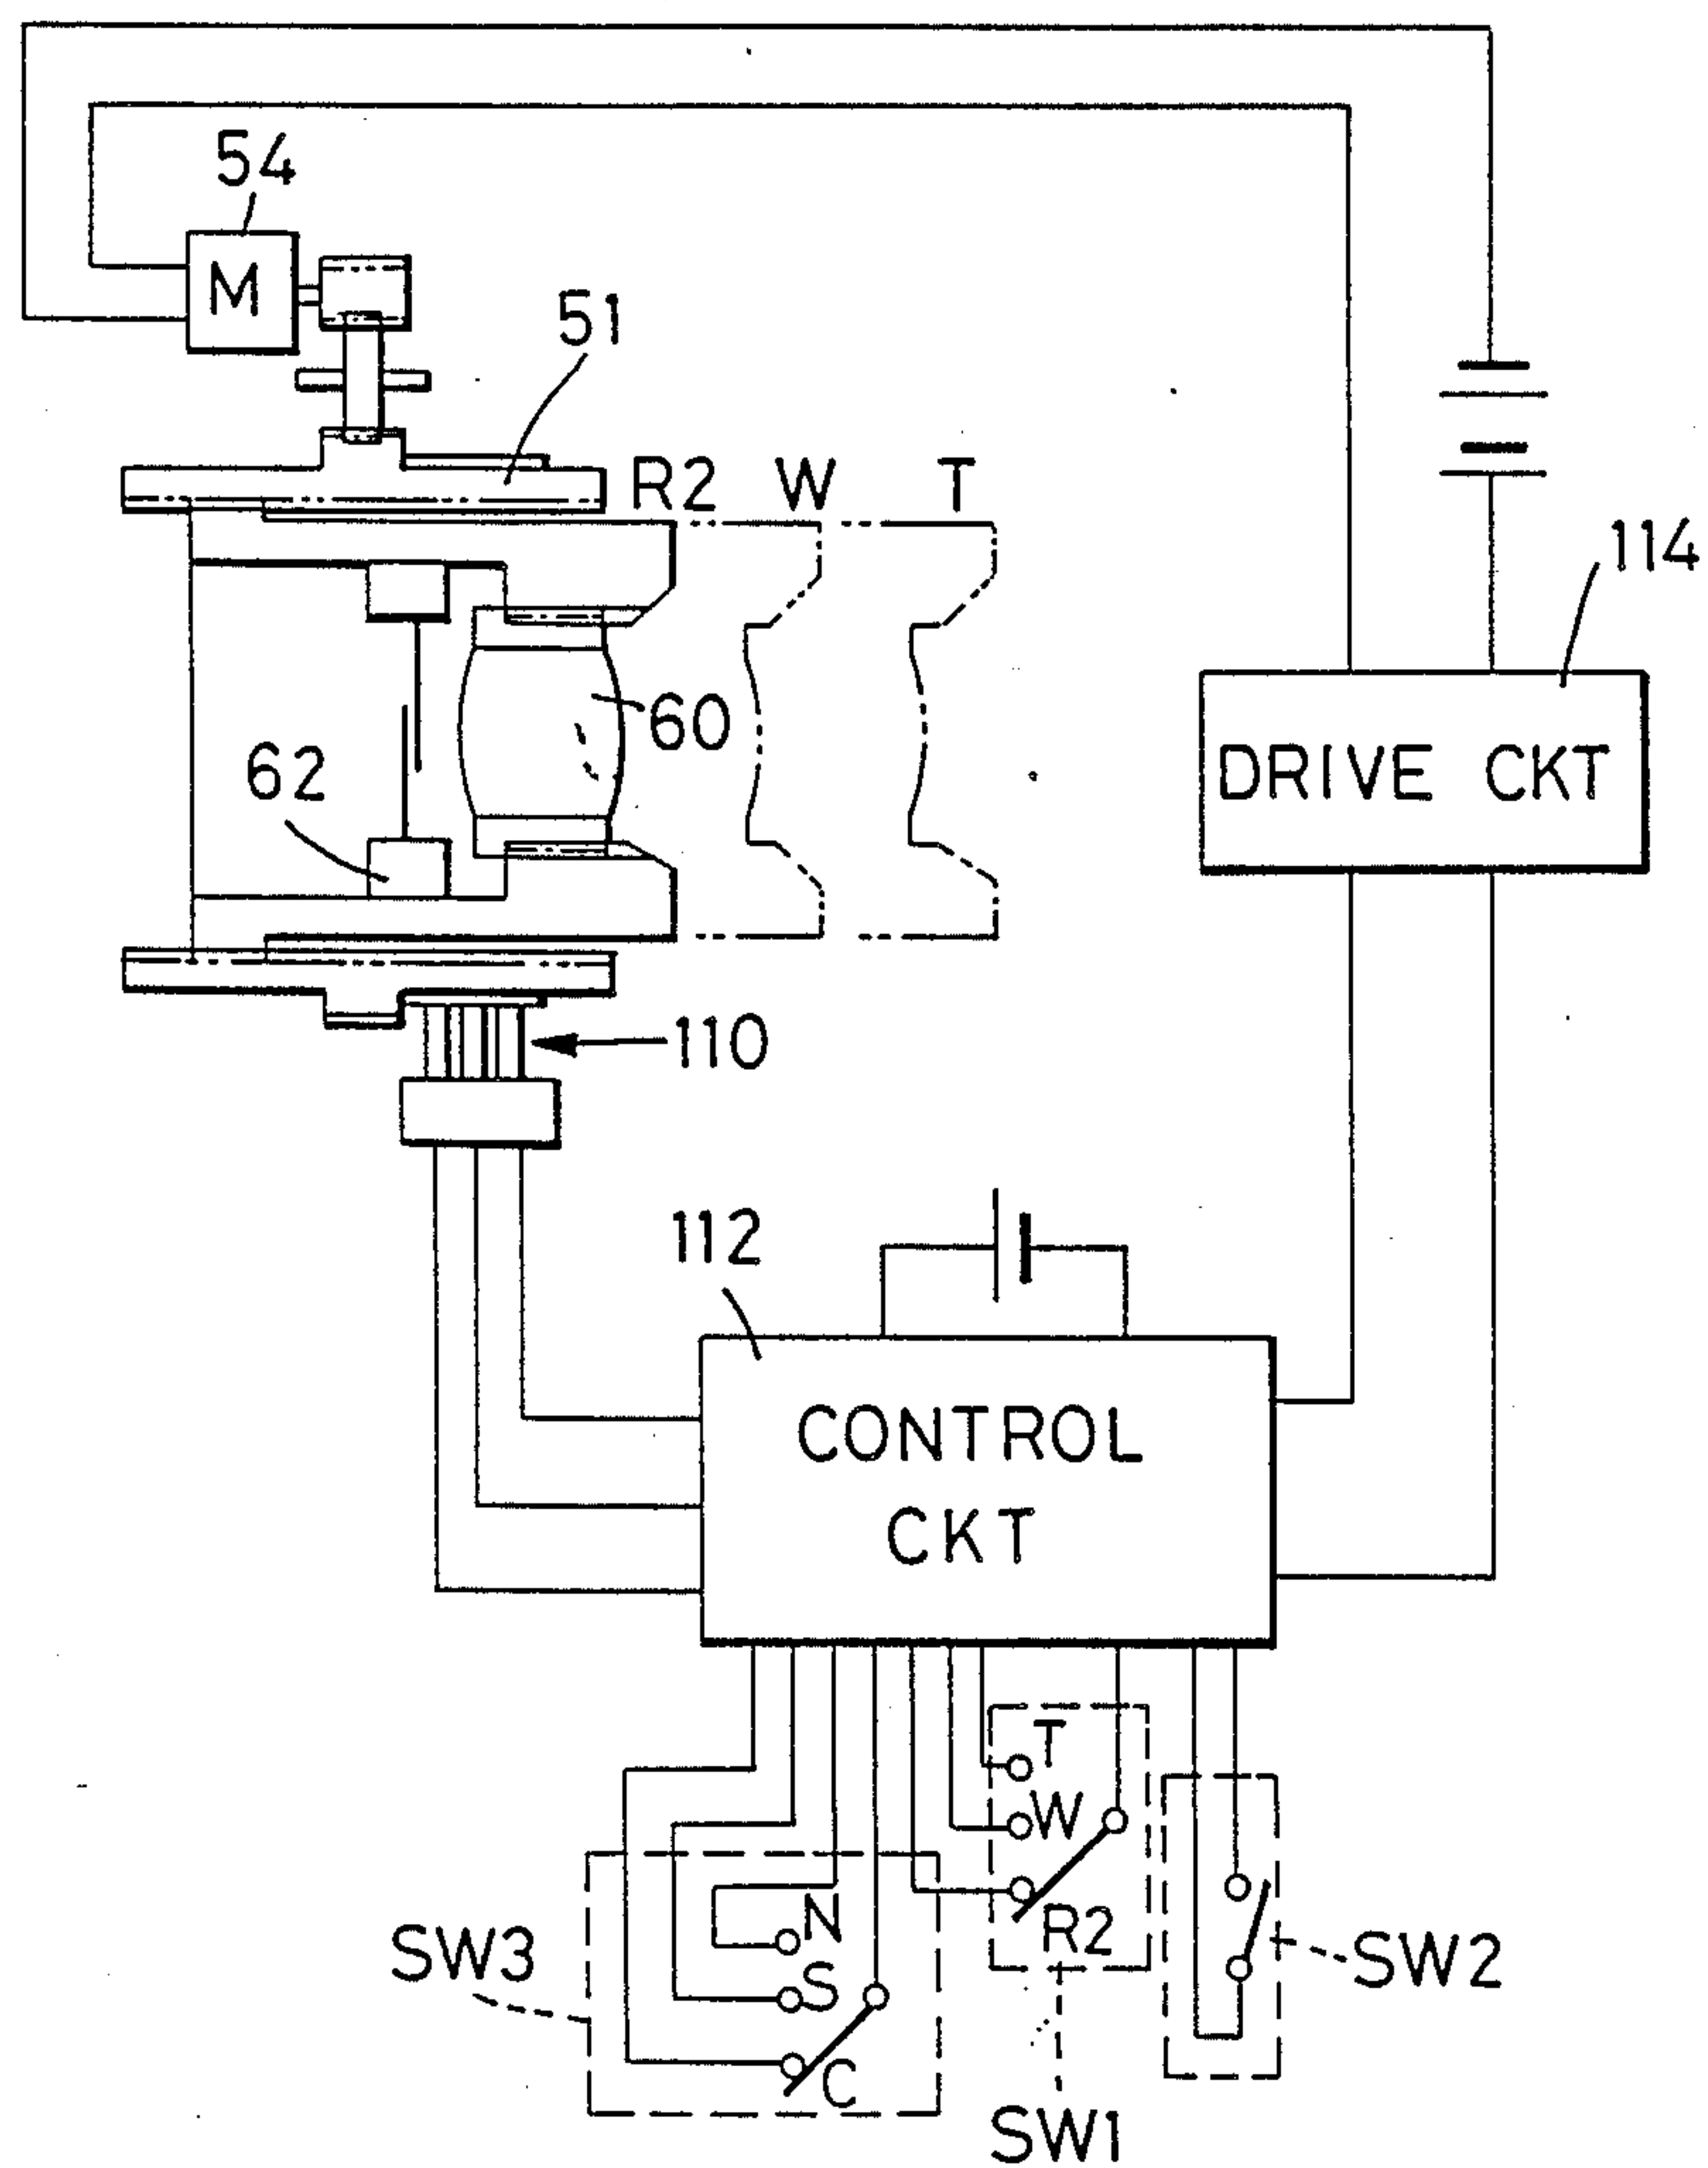 54
M
51
R2 W T
114
60
62
DRIVE CKT
110
112
CONTROL
CKT
T
W
R2
N
S
C
SW3
SW2
SW1